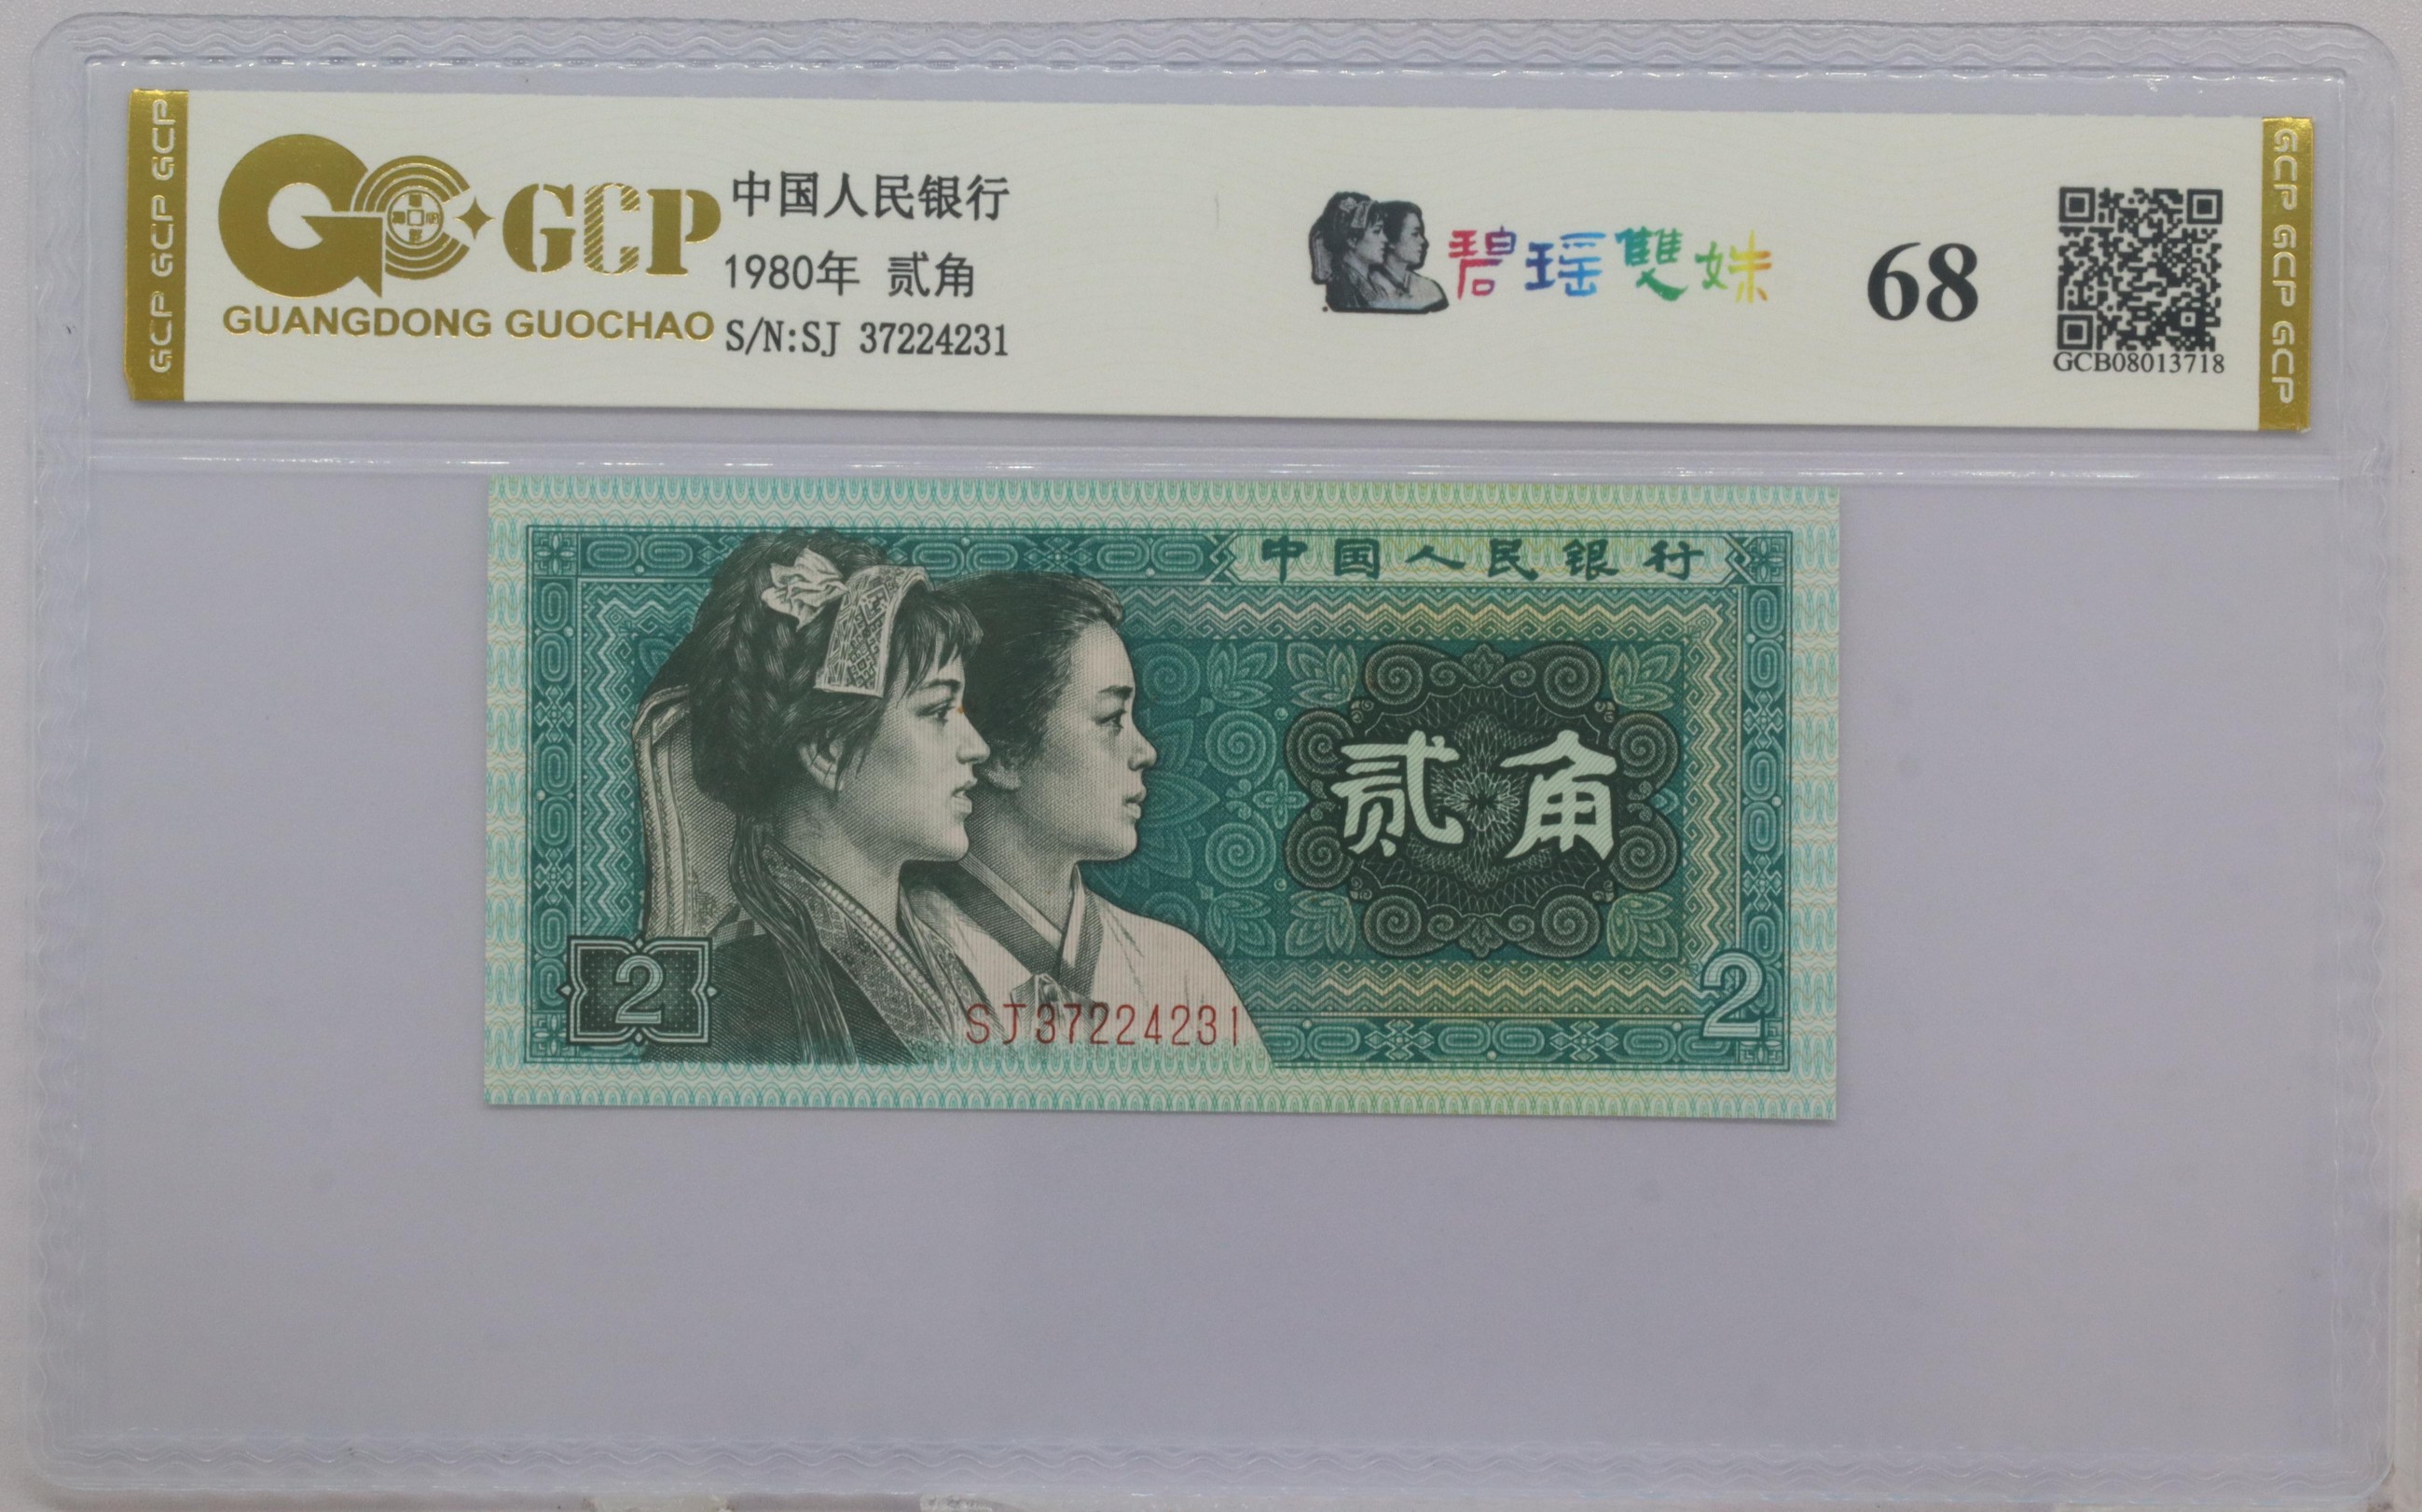 GCP GCP GCP
GCP
GUANGDONG GUOCHAO
中国人民银行
1980年 贰角
S/N:SJ 37224231
碧瑶雙姝
68
GCB08013718
GCP GCP GCP
中国人民银行
贰角
2
SJ37224231
2